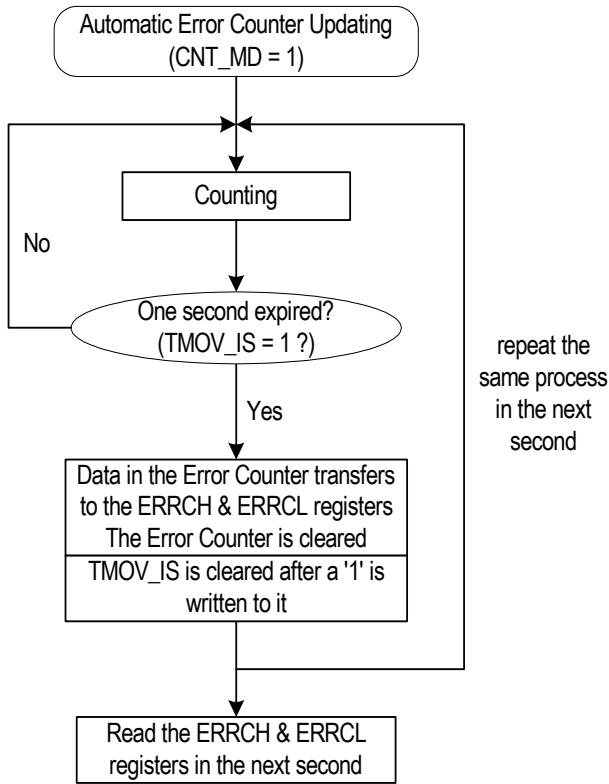 Automatic Error Counter Updating
(CNT_MD = 1)
Counting
No
One second expired?
(TMOV_IS = 1 ?)
repeat the
same process
in the next
second
Yes
Data in the Error Counter transfers
to the ERRCH & ERRCL registers
The Error Counter is cleared
TMOV_IS is cleared after a '1' is
written to it
Read the ERRCH & ERRCL
registers in the next second